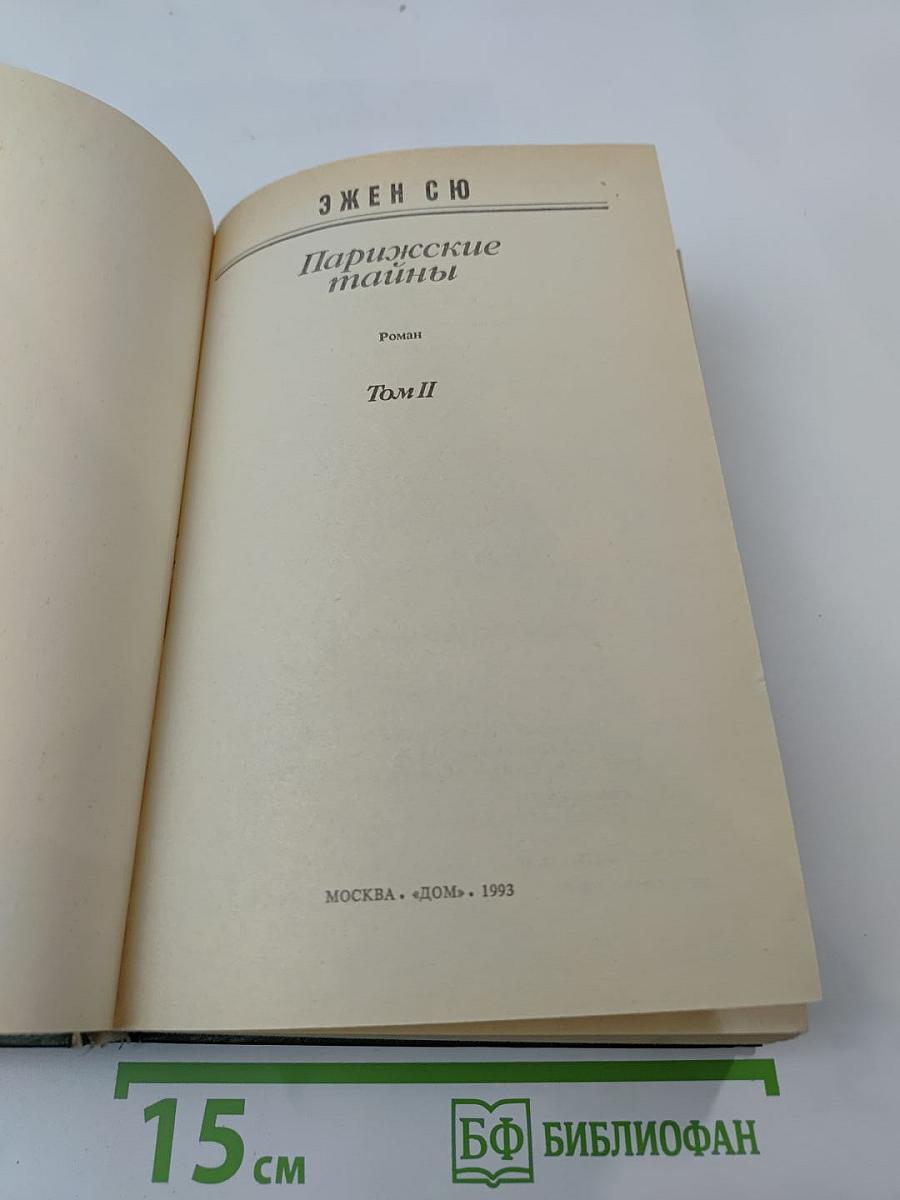 ЭЖЕН СЮ
Парижские
тайны
Роман
Том II
МОСКВА • «ДОМ» • 1993
15 см
БФ БИБЛИОФАН